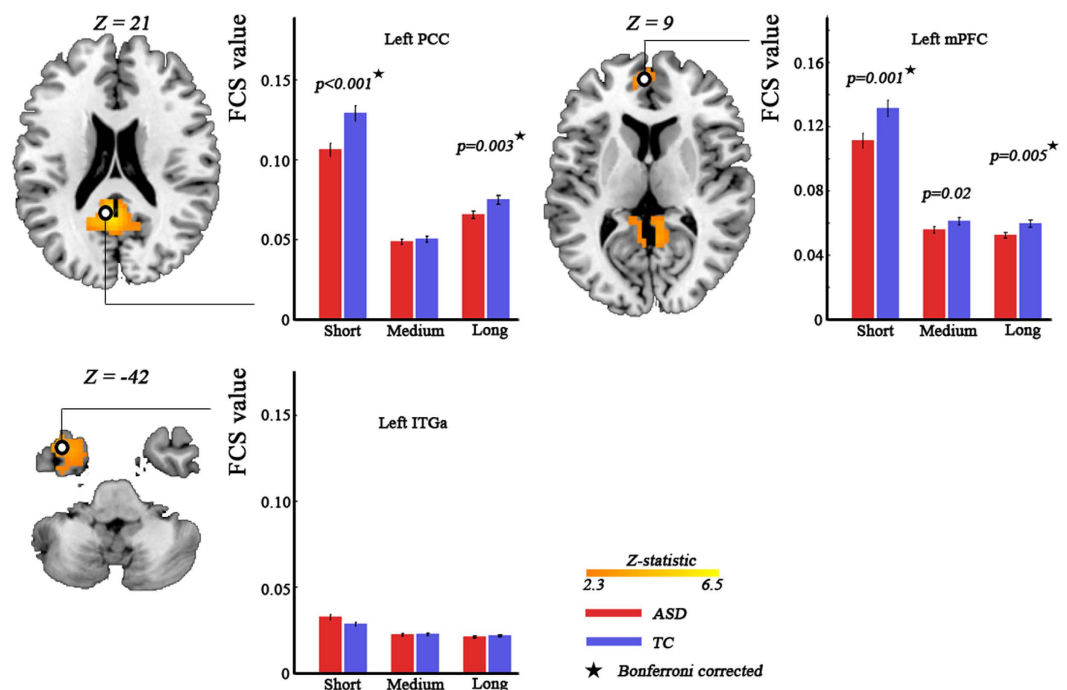 Z = 21
FCS value
Left PCC
0.15
0.10
0.05
0
p<0.001★
p=0.003★
Short Medium Long
Z = 9
FCS value
Left mPFC
0.16
0.12
0.08
0.04
0
p=0.001★
p=0.02
p=0.005★
Short Medium Long
Z = -42
FCS value
Left ITGa
0.15
0.10
0.05
0
Short Medium Long
Z-statistic
2.3 6.5
ASD
TC
★ Bonferroni corrected